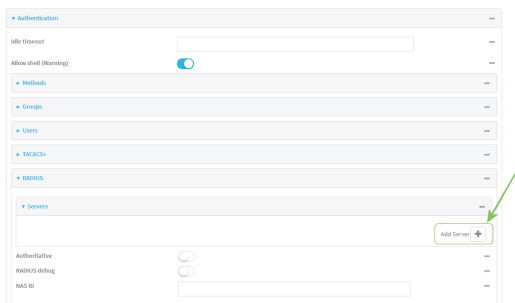 Authentication
Idle timeout
Allow shell (Warning)
Methods
Groups
Users
TACACS+
RADIUS
Servers
Add Server
Authoritative
RADIUS debug
NAS ID